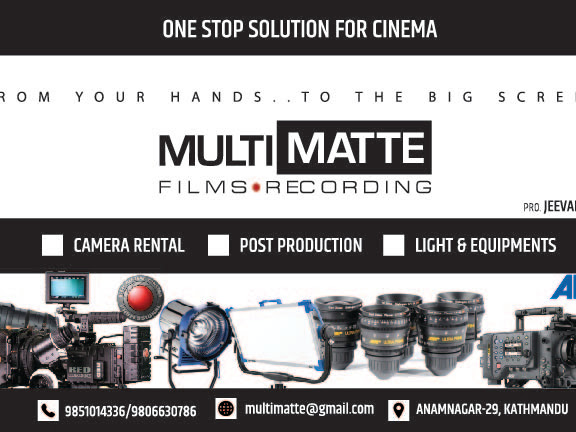 ONE STOP SOLUTION FOR CINEMA
ROM YOUR HANDS..TO THE BIG SCRE
MULTI MATTE
FILMS RECORDING
PRO. JEEVA
CAMERA RENTAL POST PRODUCTION LIGHT & EQUIPMENTS
RED
9851014336/9806630786 multimatte@gmail.com ANAMNAGAR-29, KATHMANDU